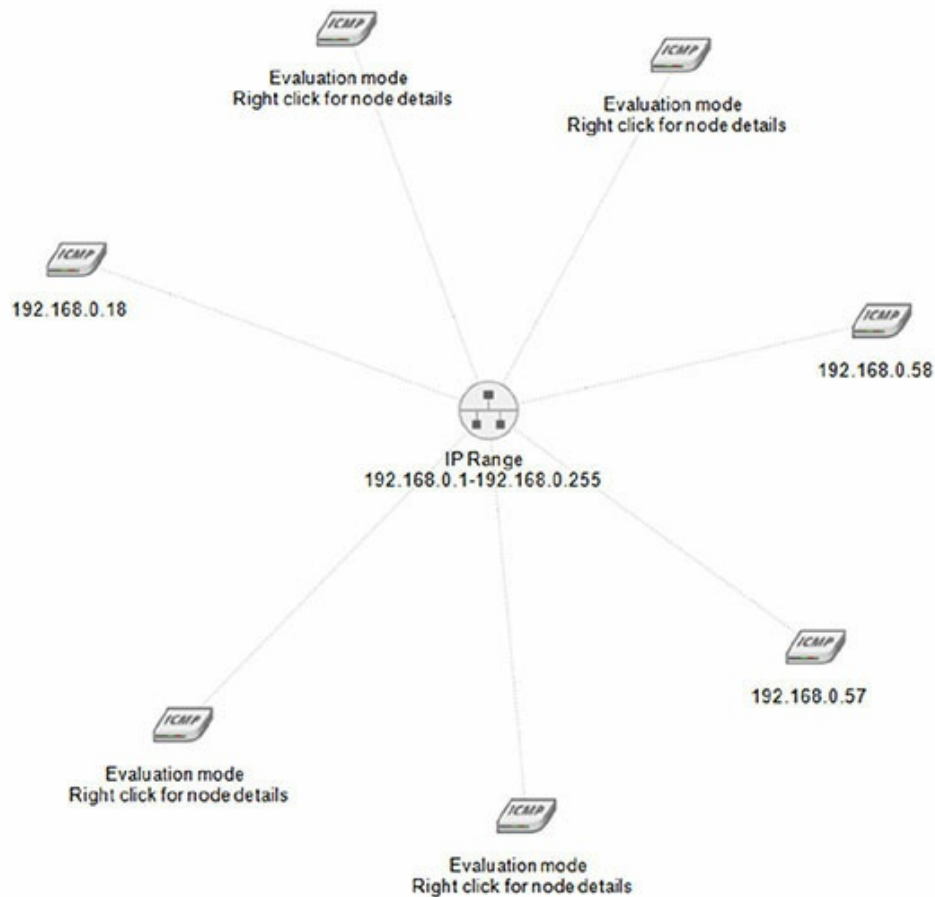 ICMP
Evaluation mode
Right click for node details
ICMP
Evaluation mode
Right click for node details
ICMP
192.168.0.18
ICMP
192.168.0.58
IP Range
192.168.0.1-192.168.0.255
ICMP
192.168.0.57
ICMP
Evaluation mode
Right click for node details
ICMP
Evaluation mode
Right click for node details